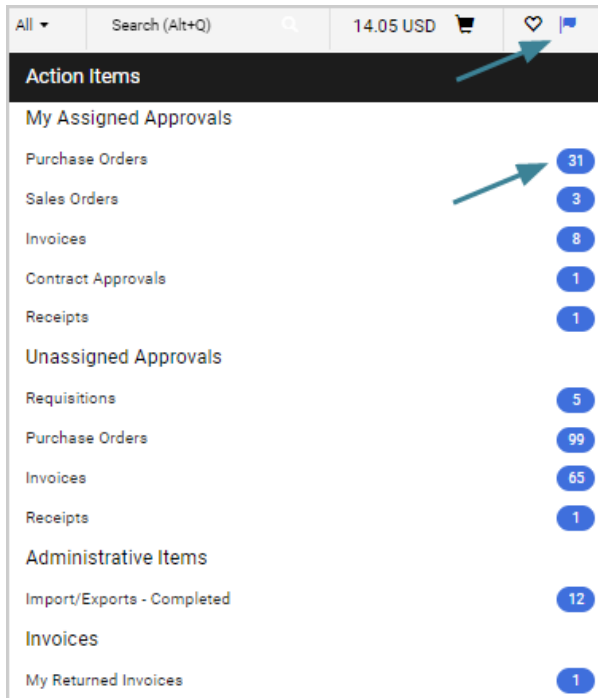 All Search (Alt+Q) 14.05 USD
Action Items
My Assigned Approvals
Purchase Orders 31
Sales Orders 3
Invoices 8
Contract Approvals 1
Receipts 1
Unassigned Approvals
Requisitions 5
Purchase Orders 99
Invoices 65
Receipts 1
Administrative Items
Import/Exports - Completed 12
Invoices
My Returned Invoices 1